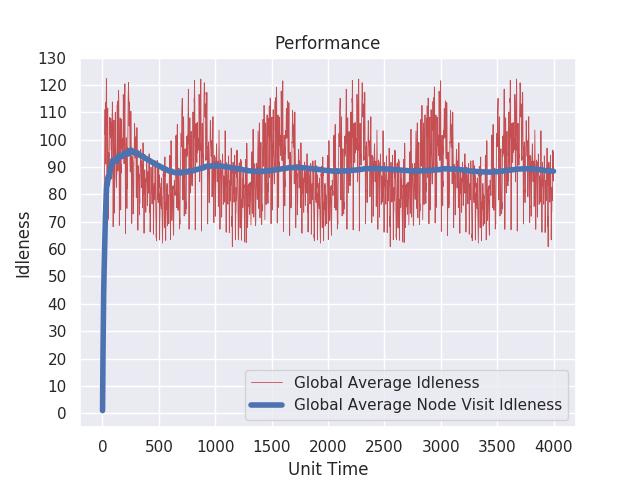 Performance
130
120
110
100
90
80
70
60
50
40
30
20
10
0
Idleness
Global Average Idleness
Global Average Node Visit Idleness
0 500 1000 1500 2000 2500 3000 3500 4000
Unit Time